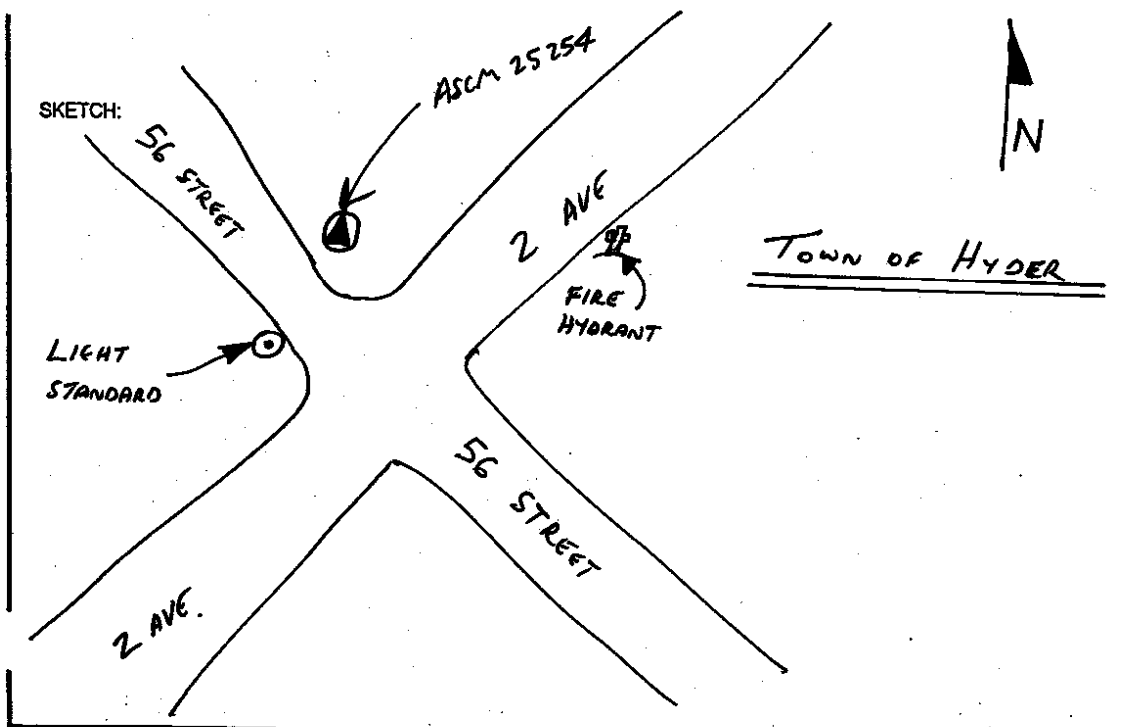 SKETCH:
ASCM 25254
N
56 STREET
2 AVE
TOWN OF HYDER
FIRE
HYDRANT
LIGHT
STANDARD
56 STREET
2 AVE.